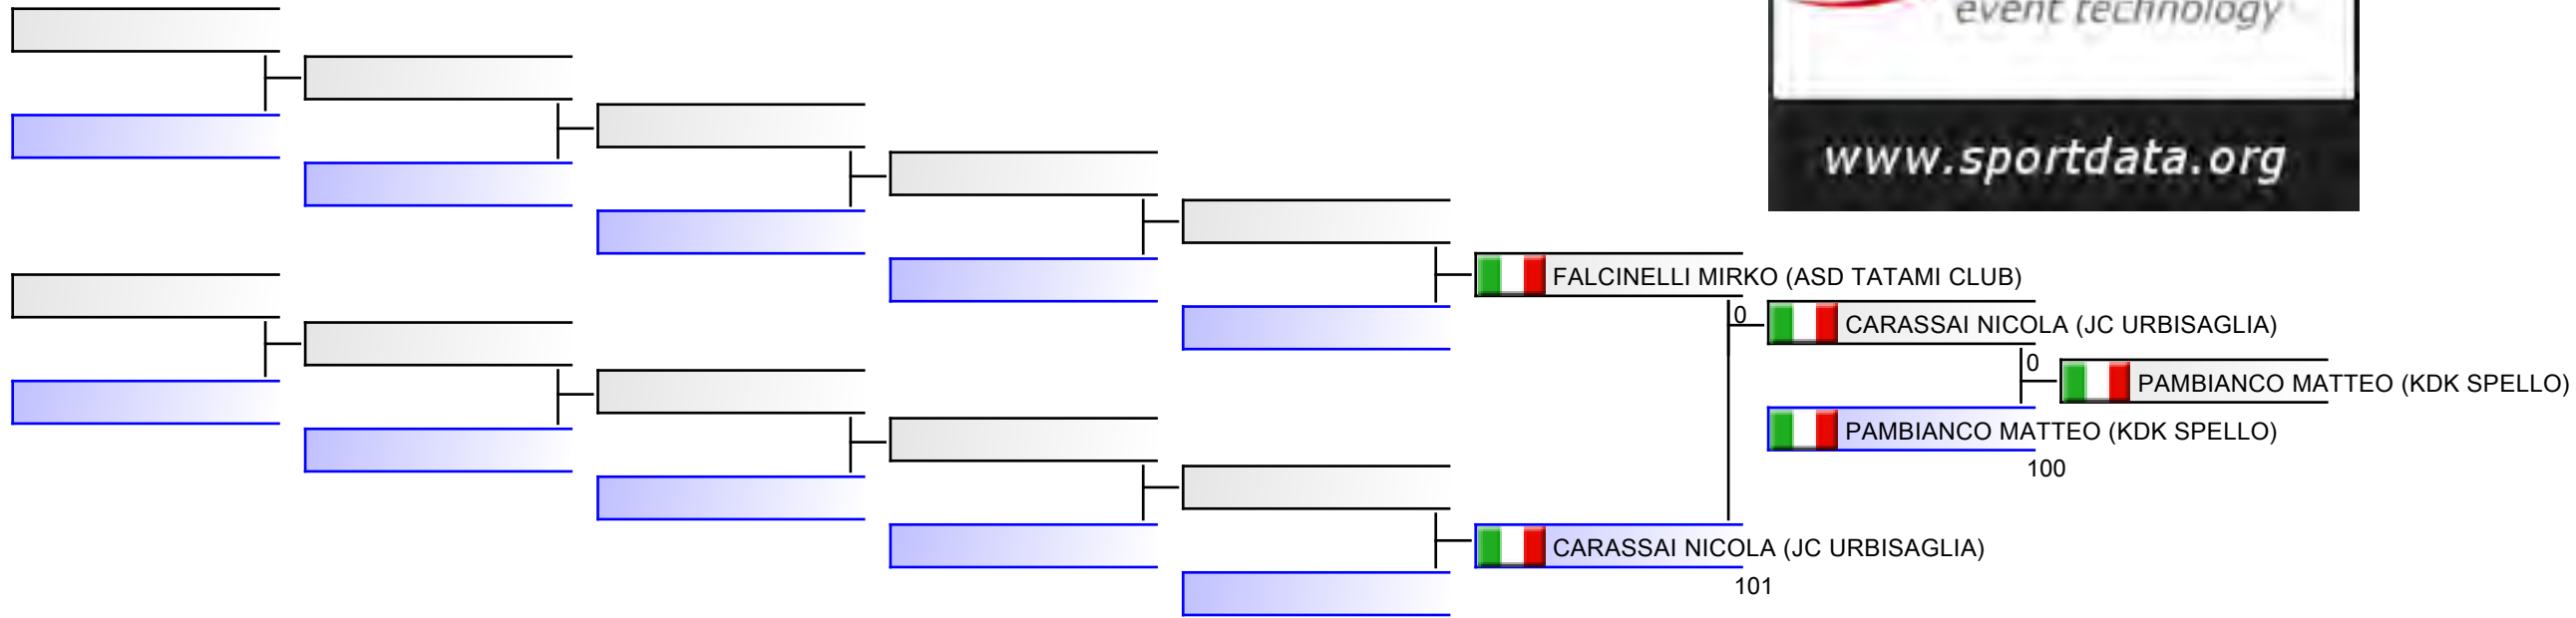 event technology
www.sportdata.org
FALCINELLI MIRKO (ASD TATAMI CLUB)
0
CARASSAI NICOLA (JC URBISAGLIA)
0
PAMBIANCO MATTEO (KDK SPELLO)
PAMBIANCO MATTEO (KDK SPELLO)
100
CARASSAI NICOLA (JC URBISAGLIA)
101